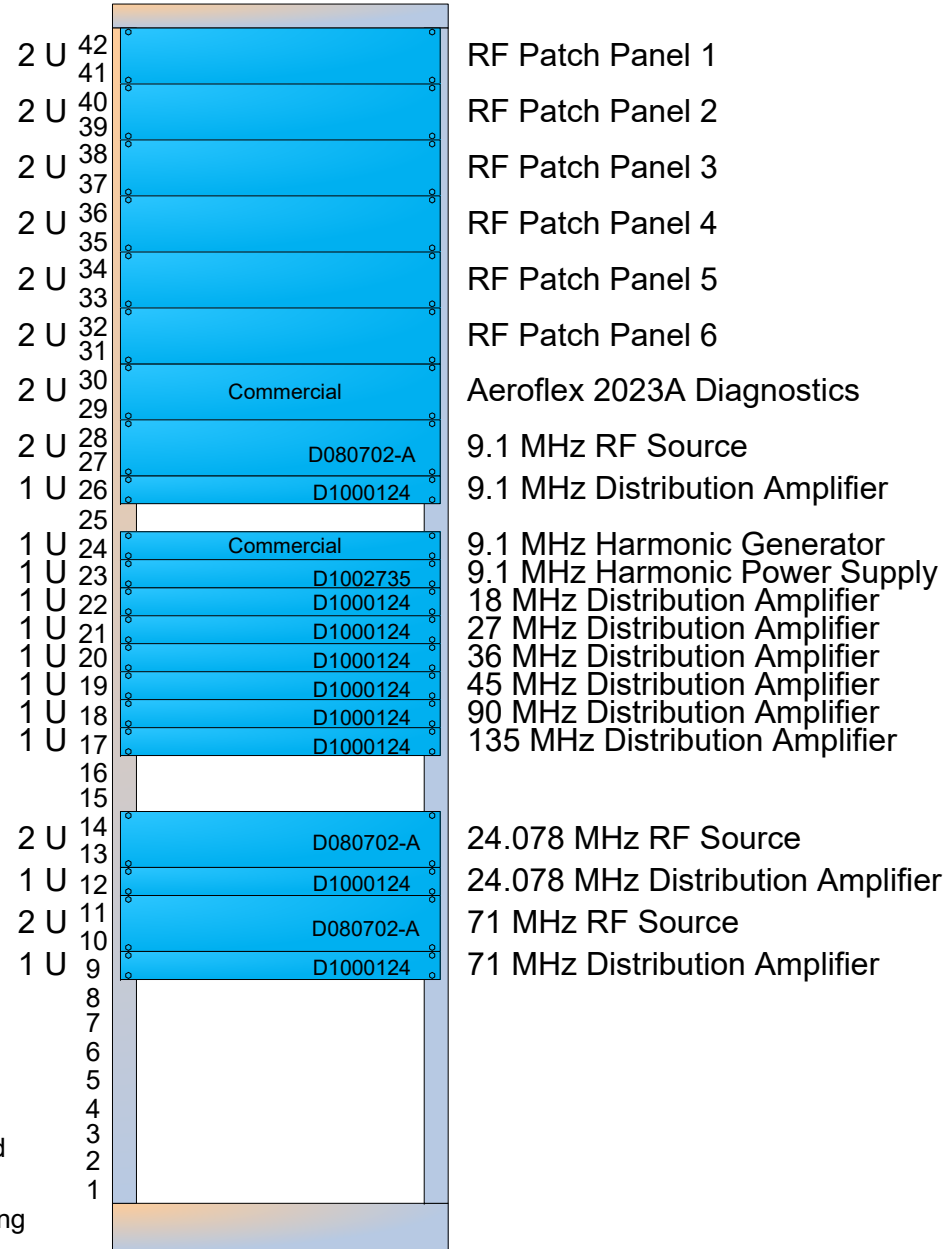 2 U 42 RF Patch Panel 1
41
2 U 40 RF Patch Panel 2
39
2 U 38 RF Patch Panel 3
37
2 U 36 RF Patch Panel 4
35
2 U 34 RF Patch Panel 5
33
2 U 32 RF Patch Panel 6
31
2 U 30 Commercial Aeroflex 2023A Diagnostics
29
2 U 28 D080702-A 9.1 MHz RF Source
27
1 U 26 D1000124 9.1 MHz Distribution Amplifier
25
1 U 24 Commercial 9.1 MHz Harmonic Generator
1 U 23 D1002735 9.1 MHz Harmonic Power Supply
1 U 22 D1000124 18 MHz Distribution Amplifier
1 U 21 D1000124 27 MHz Distribution Amplifier
1 U 20 D1000124 36 MHz Distribution Amplifier
1 U 19 D1000124 45 MHz Distribution Amplifier
1 U 18 D1000124 90 MHz Distribution Amplifier
1 U 17 D1000124 135 MHz Distribution Amplifier
16
15
2 U 14 D080702-A 24.078 MHz RF Source
13
1 U 12 D1000124 24.078 MHz Distribution Amplifier
2 U 11 D080702-A 71 MHz RF Source
10
1 U 9 D1000124 71 MHz Distribution Amplifier
8
7
6
5
4
3
2
1